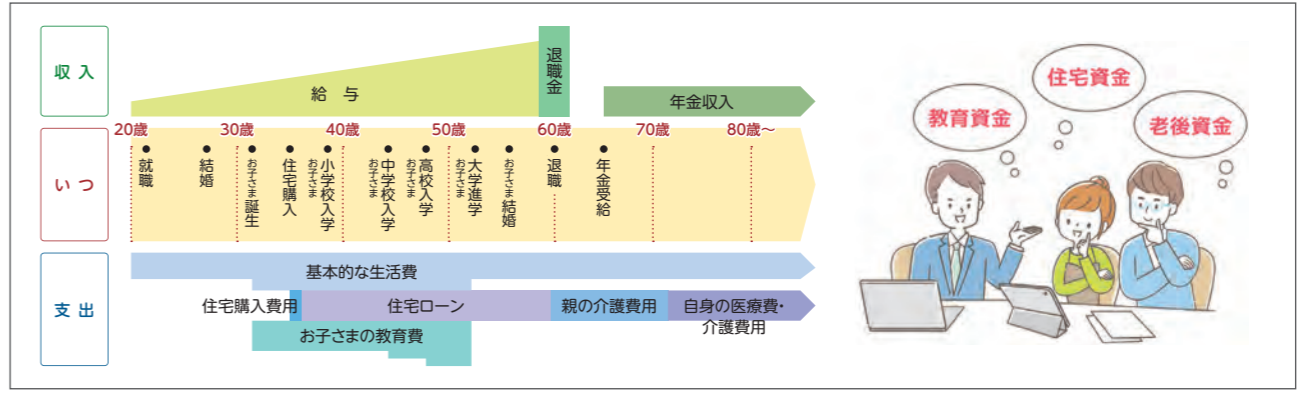 収入
給与
退職金
年金収入
いつ
20歳
30歳
40歳
50歳
60歳
70歳
80歳〜
就職
結婚
お子さま誕生
住宅購入
お子さま小学校入学
お子さま中学校入学
お子さま高校入学
お子さま大学進学
お子さま結婚
退職
年金受給
支出
基本的な生活費
住宅購入費用
住宅ローン
親の介護費用
自身の医療費・
介護費用
お子さまの教育費
教育資金
住宅資金
老後資金